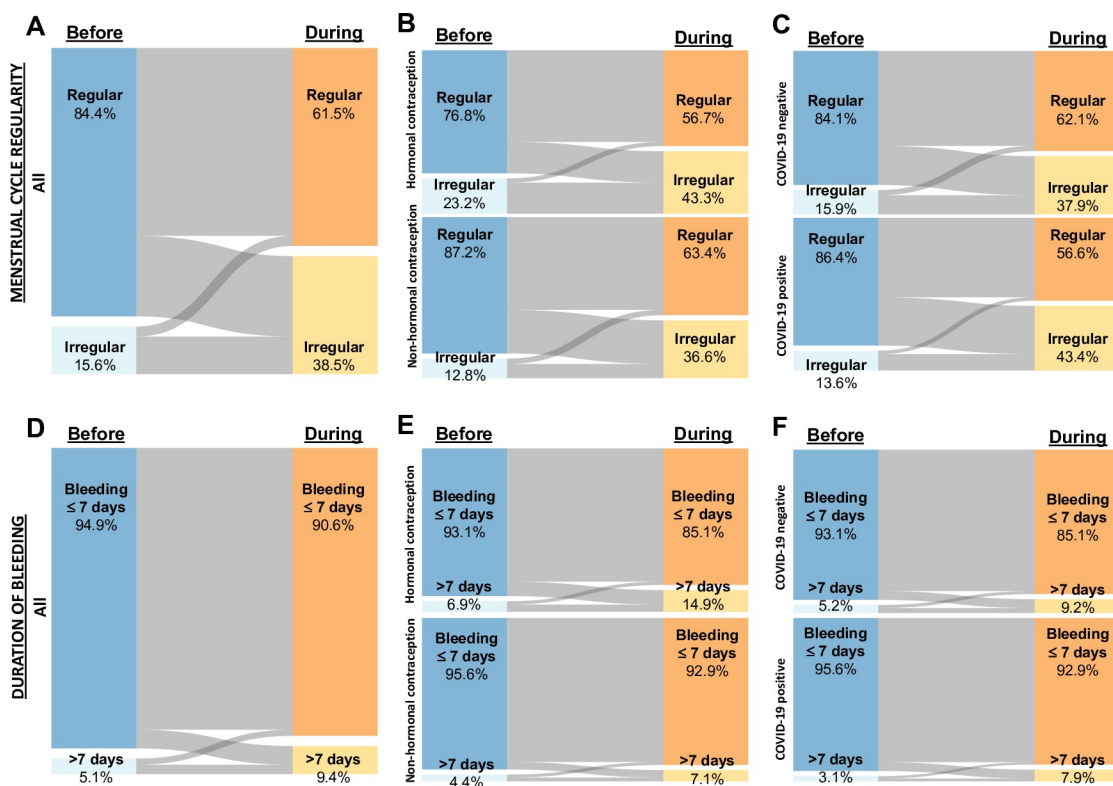 A
Before
During
MENSTRUAL CYCLE REGULARITY
All
Regular
84.4%
Regular
61.5%
Irregular
15.6%
Irregular
38.5%
B
Before
During
Hormonal contraception
Regular
76.8%
Regular
56.7%
Irregular
23.2%
Irregular
43.3%
Non-hormonal contraception
Regular
87.2%
Regular
63.4%
Irregular
12.8%
Irregular
36.6%
C
Before
During
COVID-19 negative
Regular
84.1%
Regular
62.1%
Irregular
15.9%
Irregular
37.9%
COVID-19 positive
Regular
86.4%
Regular
56.6%
Irregular
13.6%
Irregular
43.4%
D
Before
During
DURATION OF BLEEDING
All
Bleeding
≤ 7 days
94.9%
Bleeding
≤ 7 days
90.6%
>7 days
5.1%
>7 days
9.4%
E
Before
During
Hormonal contraception
Bleeding
≤ 7 days
93.1%
Bleeding
≤ 7 days
85.1%
>7 days
6.9%
>7 days
14.9%
Non-hormonal contraception
Bleeding
≤ 7 days
95.6%
Bleeding
≤ 7 days
92.9%
>7 days
4.4%
>7 days
7.1%
F
Before
During
COVID-19 negative
Bleeding
≤ 7 days
93.1%
Bleeding
≤ 7 days
85.1%
>7 days
5.2%
>7 days
9.2%
COVID-19 positive
Bleeding
≤ 7 days
95.6%
Bleeding
≤ 7 days
92.9%
>7 days
3.1%
>7 days
7.9%